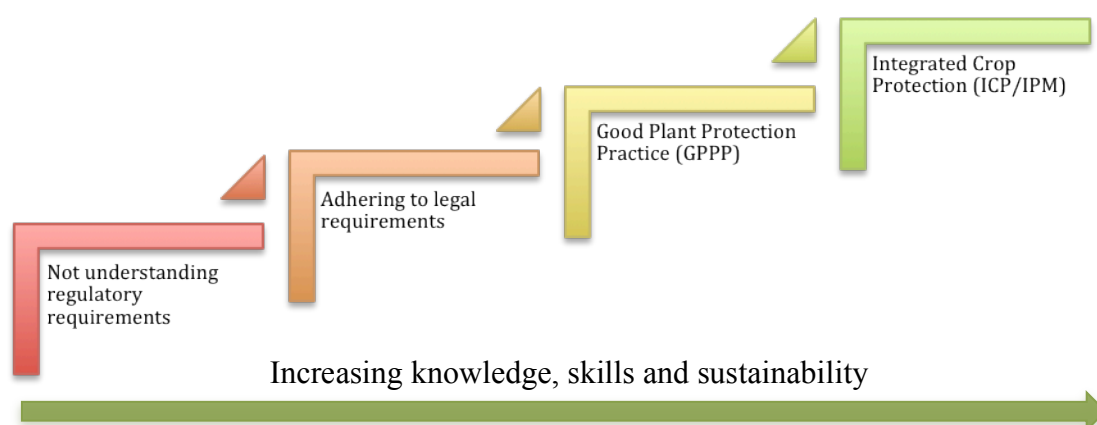 Not understanding
regulatory
requirements
Adhering to legal
requirements
Good Plant Protection
Practice (GPPP)
Integrated Crop
Protection (ICP/IPM)
Increasing knowledge, skills and sustainability